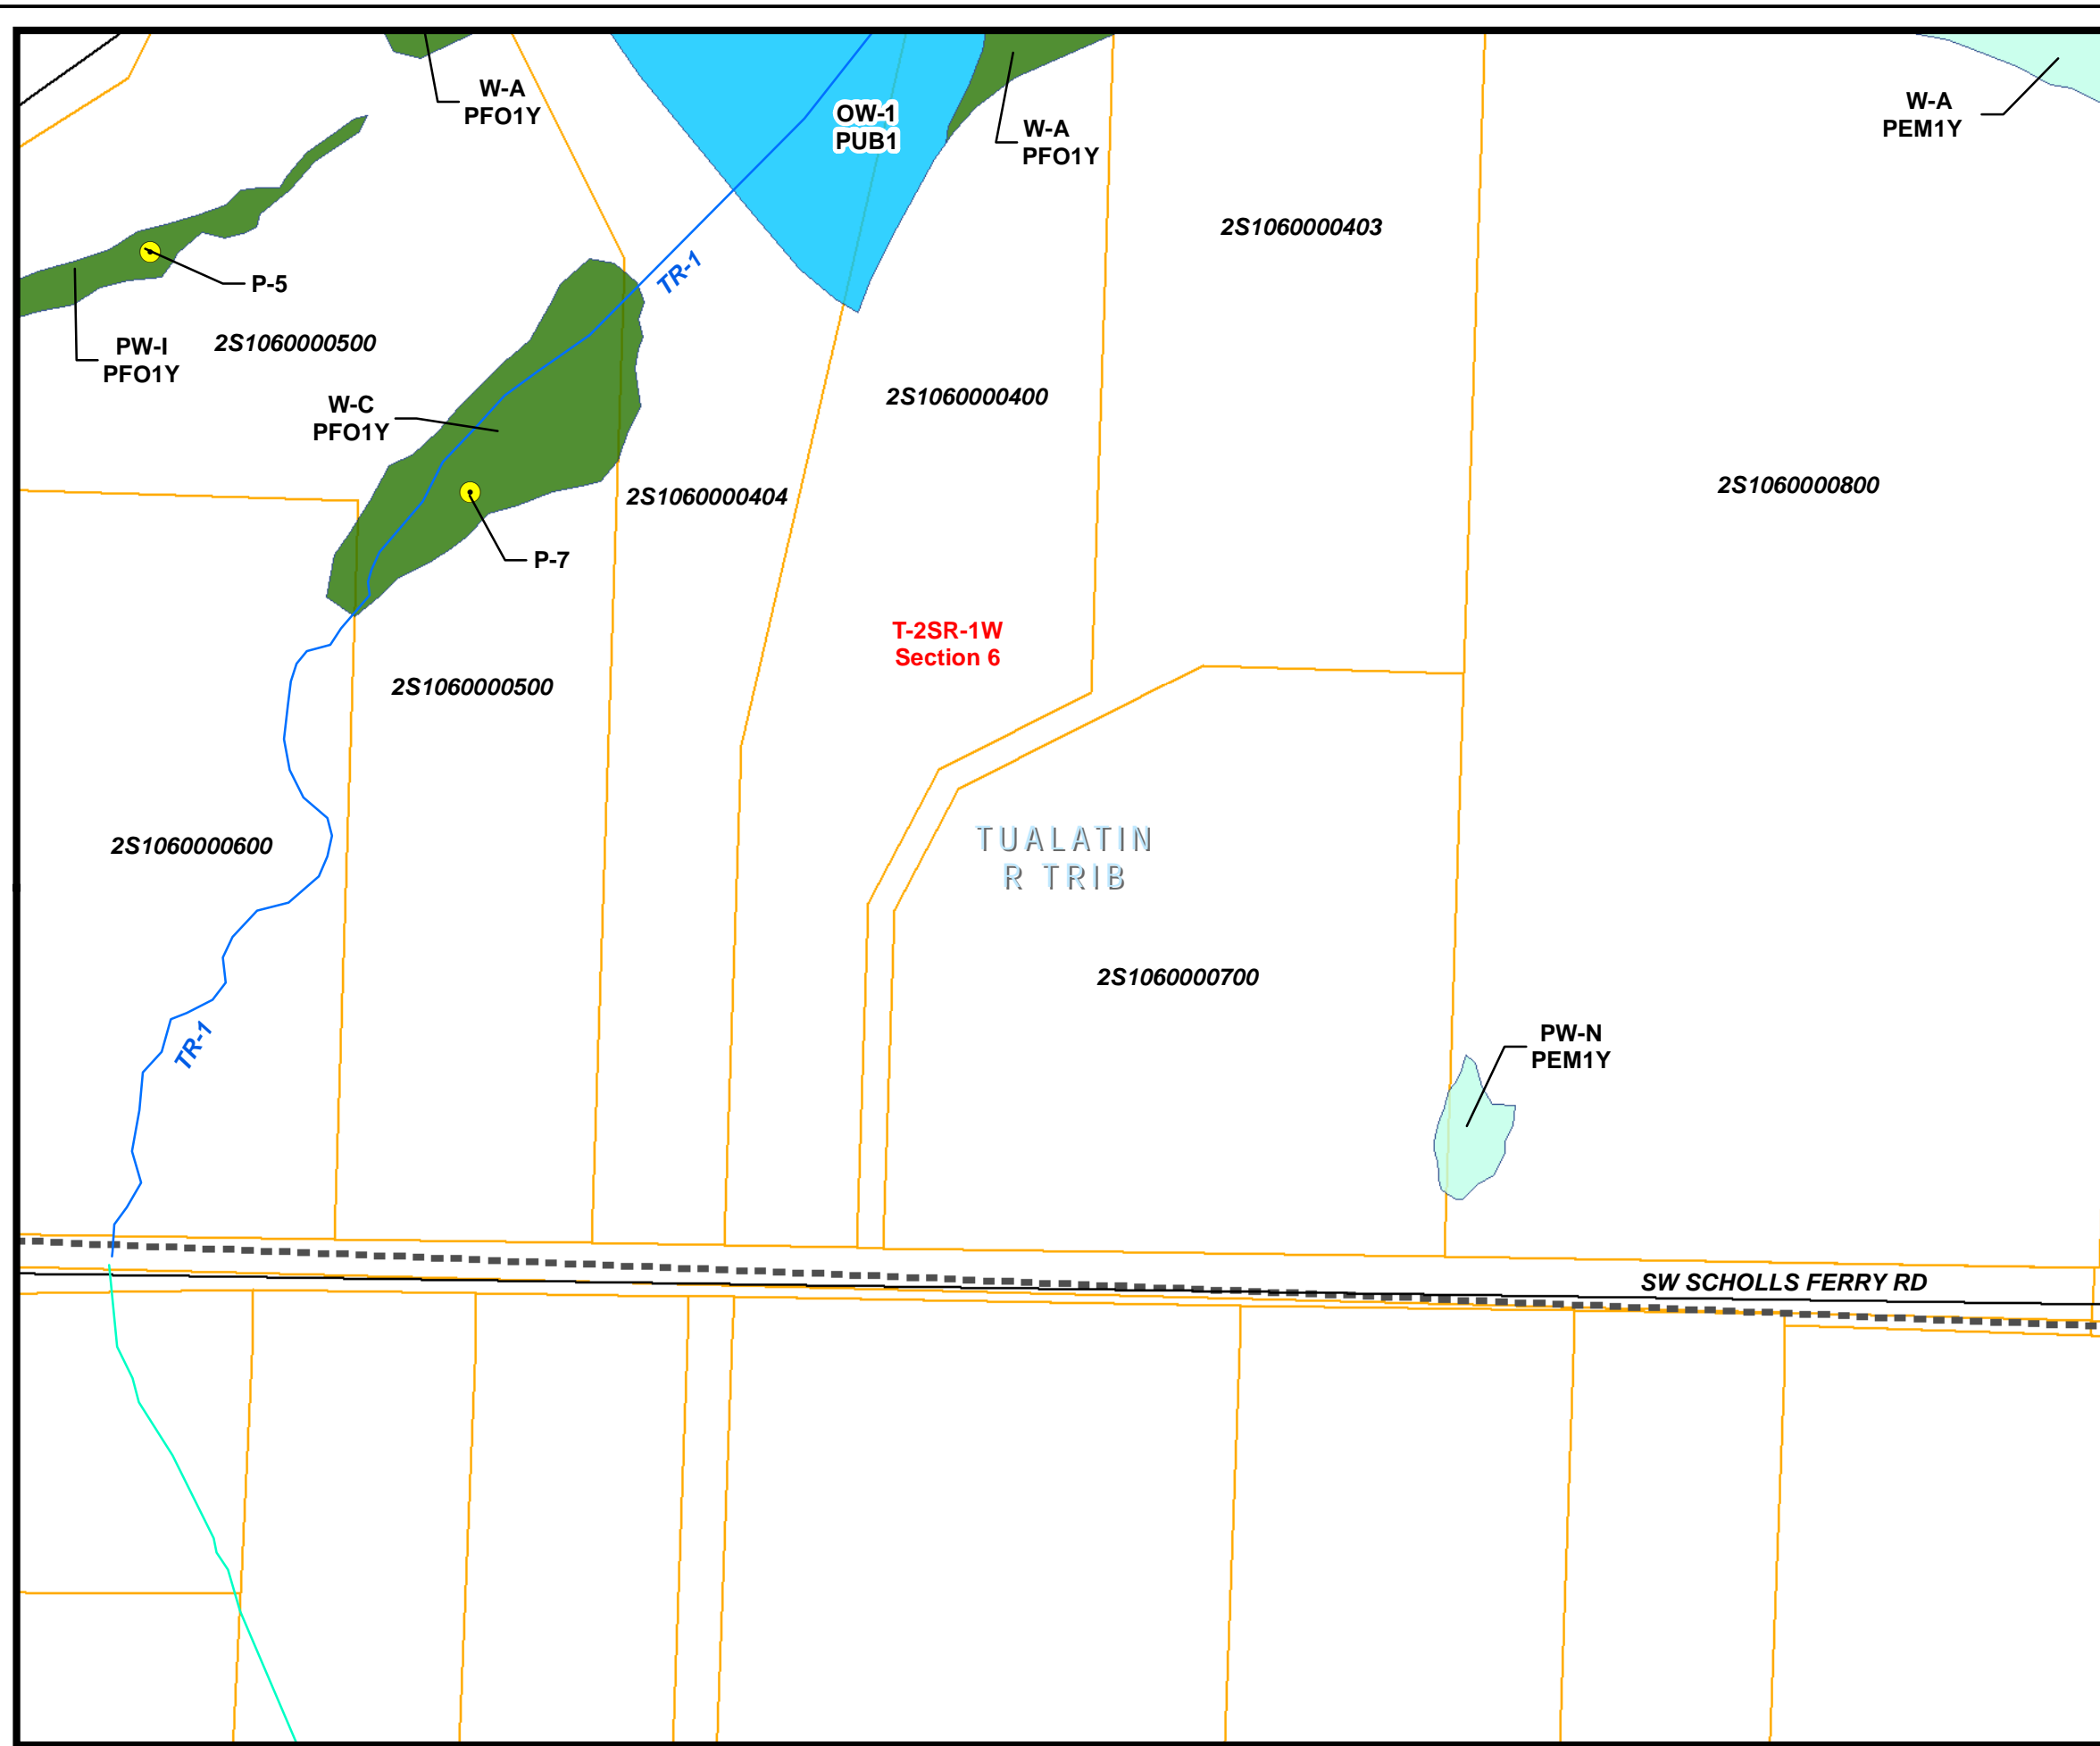 W-A
PFO1Y
OW-1
PUB1
W-A
PFO1Y
W-A
PEM1Y
2S1060000403
TR-1
P-5
PW-I
PFO1Y
2S1060000500
W-C
PFO1Y
2S1060000400
2S1060000404
2S1060000800
P-7
T-2SR-1W
Section 6
2S1060000500
2S1060000600
TUALATIN
R TRIB
2S1060000700
TR-1
PW-N
PEM1Y
SW SCHOLLS FERRY RD